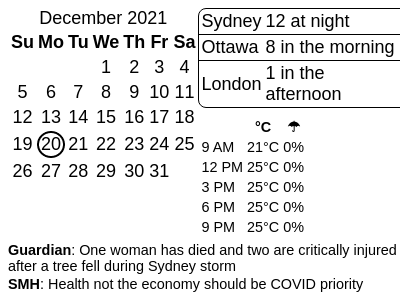 December 2021
Su Mo Tu We Th Fr Sa
1 2 3 4
5 6 7 8 9 10 11
12 13 14 15 16 17 18
19 20 21 22 23 24 25
26 27 28 29 30 31
Sydney 12 at night
Ottawa 8 in the morning
London 1 in the
afternoon
°C ☂
9 AM 21°C 0%
12 PM 25°C 0%
3 PM 25°C 0%
6 PM 25°C 0%
9 PM 25°C 0%
Guardian: One woman has died and two are critically injured
after a tree fell during Sydney storm
SMH: Health not the economy should be COVID priority